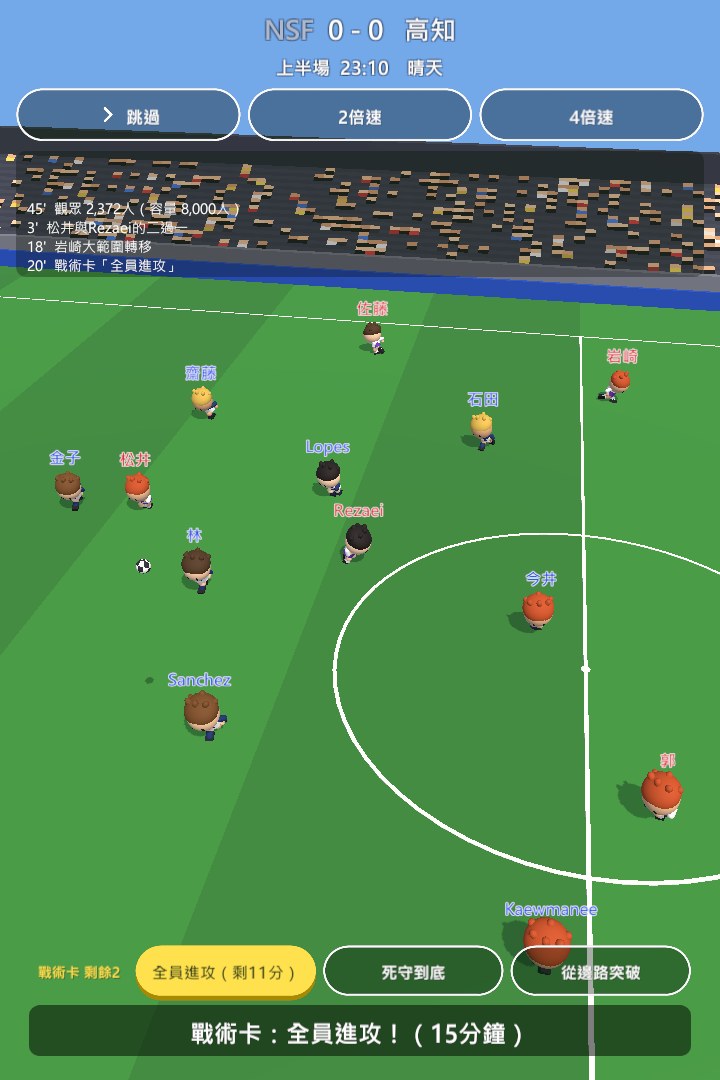 NSF 0 - 0 高知
上半場 23:10 晴天
跳過
2倍速
4倍速
45' 觀眾 2,372人 ( 容量 8,000人 )
3' 松井與Rezaei的二過一
18' 岩崎大範圍轉移
20' 戰術卡「全員進攻」
佐藤
岩崎
齋藤
石田
Lopes
金子
松井
Rezaei
林
今井
Sanchez
郭
Kaewmanee
戰術卡 剩餘2
全員進攻 ( 剩11分 )
死守到底
從邊路突破
戰術卡：全員進攻！ ( 15分鐘 )